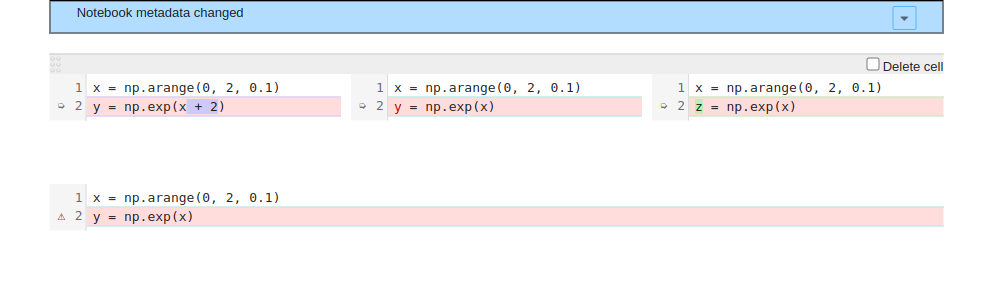 Notebook metadata changed
Delete cell
1 x = np.arange(0, 2, 0.1)
2 y = np.exp(x + 2)
1 x = np.arange(0, 2, 0.1)
2 y = np.exp(x)
1 x = np.arange(0, 2, 0.1)
2 z = np.exp(x)
1 x = np.arange(0, 2, 0.1)
2 y = np.exp(x)